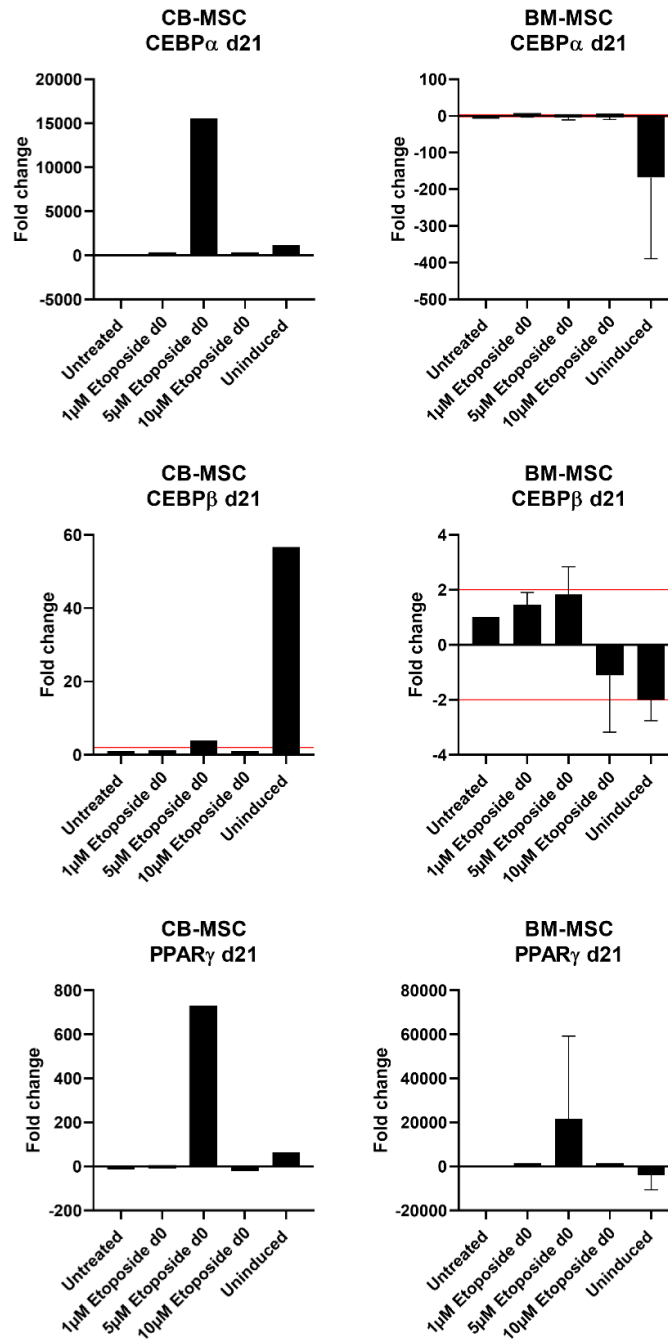 CB-MSC
CEBPα d21
Fold change
20000
15000
10000
5000
0
-5000
Untreated
1µM Etoposide d0
5µM Etoposide d0
10µM Etoposide d0
Uninduced
BM-MSC
CEBPα d21
Fold change
100
0
-100
-200
-300
-400
-500
Untreated
1µM Etoposide d0
5µM Etoposide d0
10µM Etoposide d0
Uninduced
CB-MSC
CEBPβ d21
Fold change
60
40
20
0
Untreated
1µM Etoposide d0
5µM Etoposide d0
10µM Etoposide d0
Uninduced
BM-MSC
CEBPβ d21
Fold change
4
2
0
-2
-4
Untreated
1µM Etoposide d0
5µM Etoposide d0
10µM Etoposide d0
Uninduced
CB-MSC
PPARγ d21
Fold change
800
600
400
200
0
-200
Untreated
1µM Etoposide d0
5µM Etoposide d0
10µM Etoposide d0
Uninduced
BM-MSC
PPARγ d21
Fold change
80000
60000
40000
20000
0
-20000
Untreated
1µM Etoposide d0
5µM Etoposide d0
10µM Etoposide d0
Uninduced